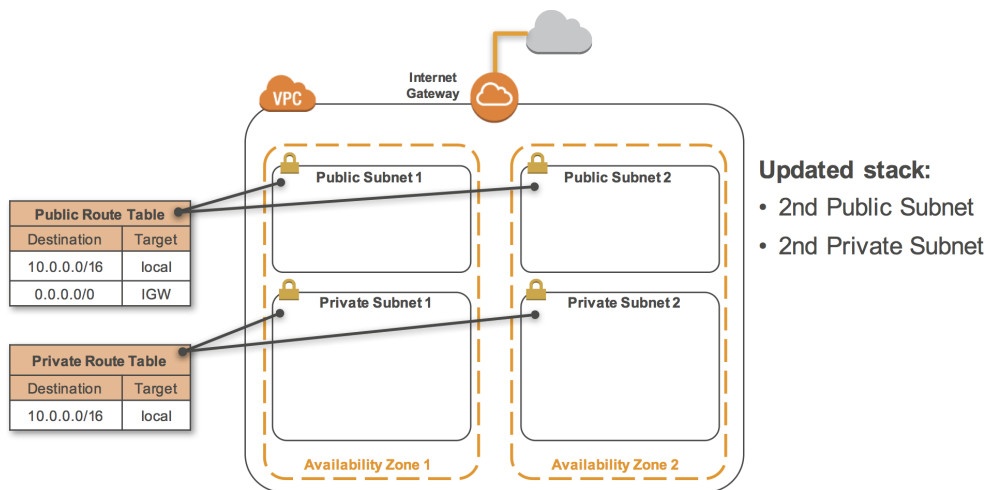 Internet
Gateway
VPC
Public Subnet 1
Public Subnet 2
Updated stack:
• 2nd Public Subnet
• 2nd Private Subnet
Public Route Table
Destination Target
10.0.0.0/16 local
0.0.0.0/0 IGW
Private Subnet 1
Private Subnet 2
Private Route Table
Destination Target
10.0.0.0/16 local
Availability Zone 1
Availability Zone 2